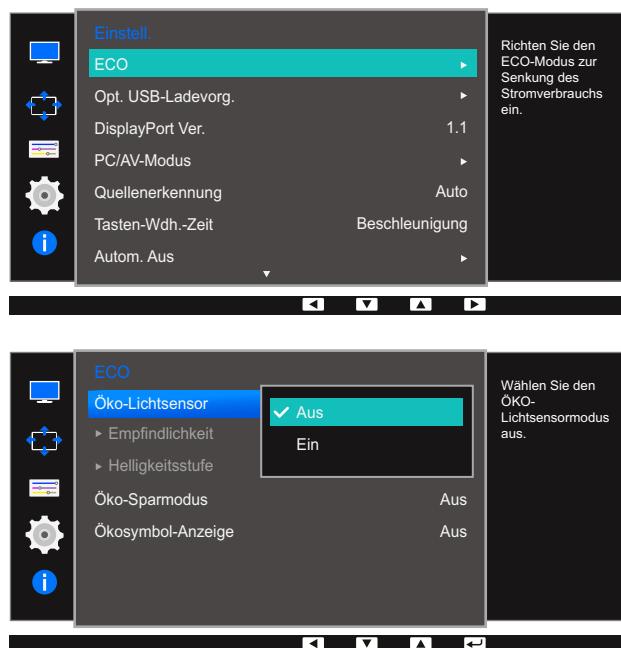 Einstell.
ECO
Opt. USB-Ladevorg.
DisplayPort Ver. 1.1
PC/AV-Modus
Quellenerkennung Auto
Tasten-Wdh.-Zeit Beschleunigung
Autom. Aus
Richten Sie den
ECO-Modus zur
Senkung des
Stromverbrauchs
ein.
ECO
Öko-Lichtsensor
Empfindlichkeit
Helligkeitsstufe
Aus
Ein
Öko-Sparmodus Aus
Ökosymbol-Anzeige Aus
Wählen Sie den
ÖKO-
Lichtsensormodus
aus.